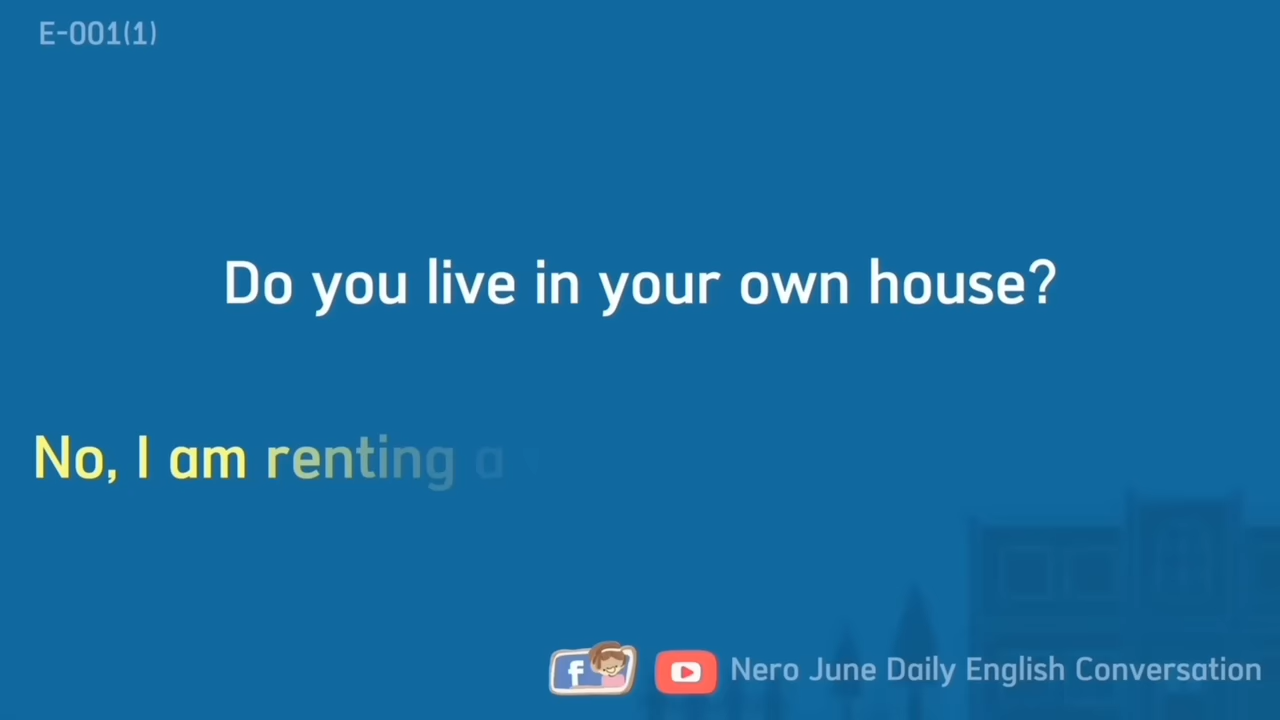 E-001(1)
Do you live in your own house?
No, I am renting a
Nero June Daily English Conversation